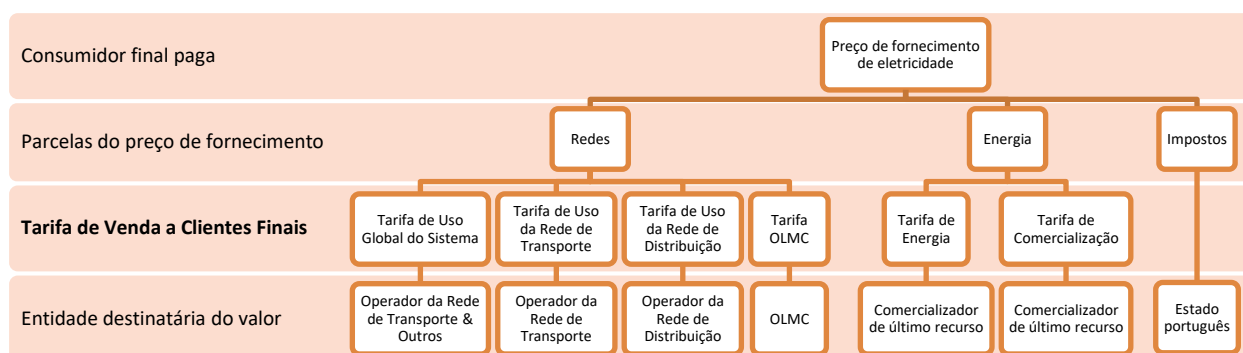 Consumidor final paga
Preço de fornecimento
de eletricidade
Parcelas do preço de fornecimento
Redes
Energia
Impostos
Tarifa de Venda a Clientes Finais
Tarifa de Uso
Global do Sistema
Tarifa de Uso
da Rede de
Transporte
Tarifa de Uso
da Rede de
Distribuição
Tarifa
OLMC
Tarifa de
Energia
Tarifa de
Comercialização
Entidade destinatária do valor
Operador da Rede
de Transporte &
Outros
Operador da
Rede de
Transporte
Operador da
Rede de
Distribuição
OLMC
Comercializador
de último recurso
Comercializador
de último recurso
Estado
português